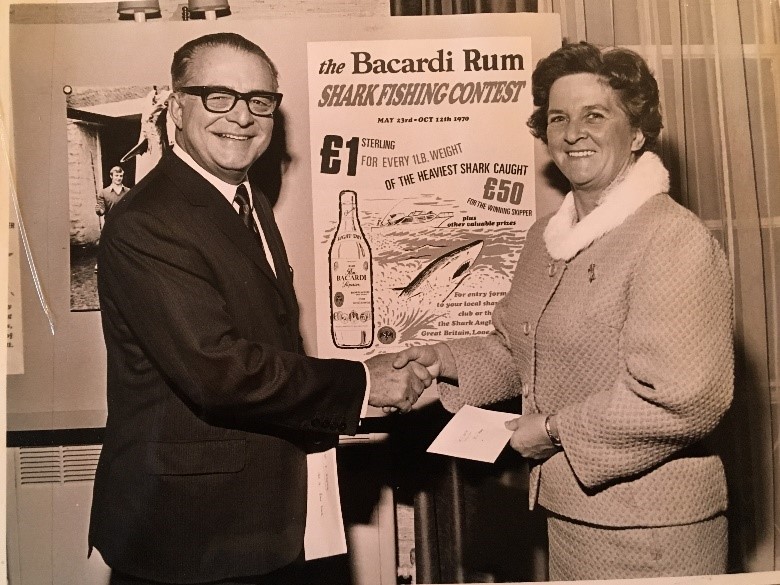 the Bacardi Rum
SHARK FISHING CONTEST
MAY 23rd-OCT 12th 1970
£1 STERLING
FOR EVERY 1LB. WEIGHT
OF THE HEAVIEST SHARK CAUGHT
£50
FOR THE WINNING SKIPPER
plus
other valuable prizes
BACARDI
For entry form
to your local sha
club or th
the Shark Angl
Great Britain, Looe